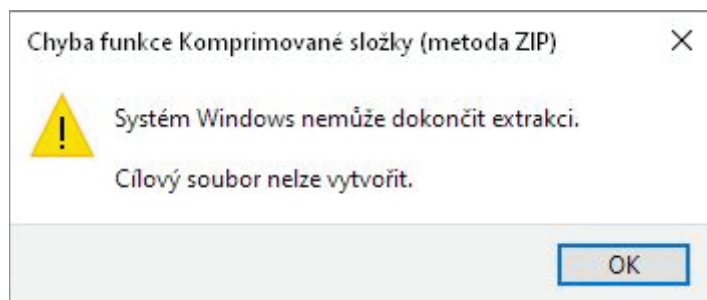 Chyba funkce Komprimované složky (metoda ZIP)
Systém Windows nemůže dokončit extrakci.
Cílový soubor nelze vytvořit.
OK